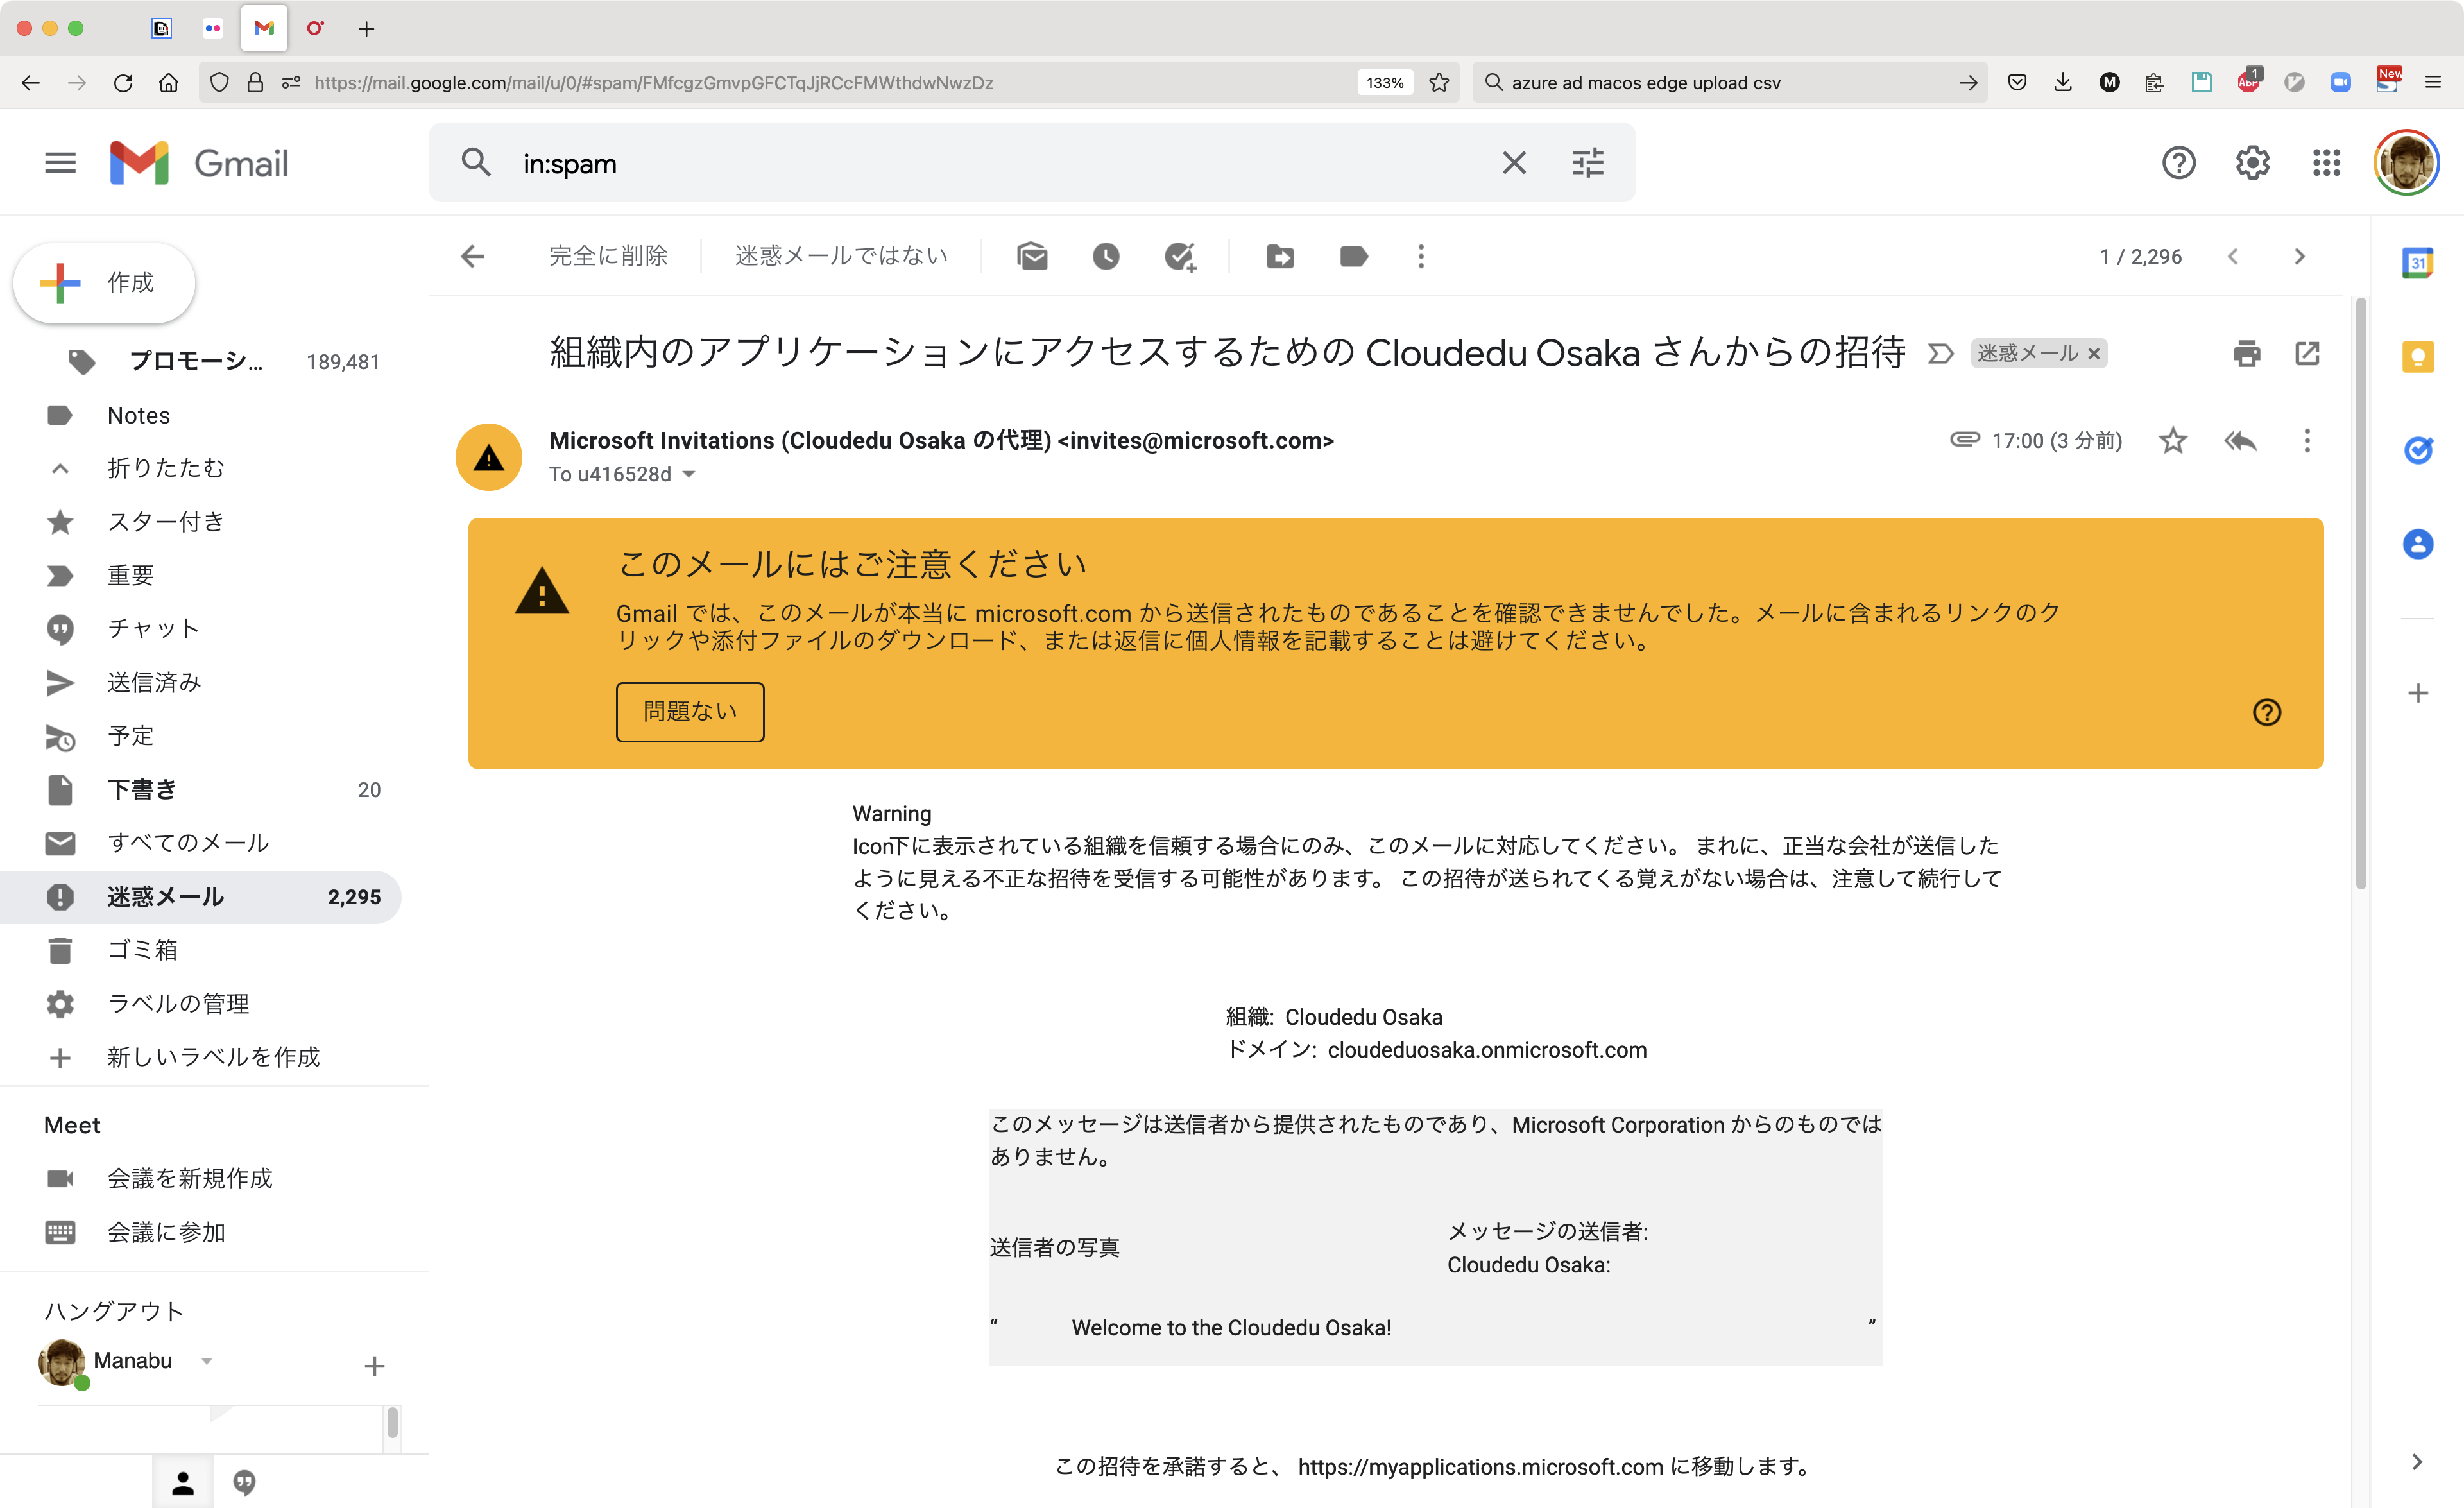 https://mail.google.com/mail/u/0/#spam/FMfcgzGmvpGFCTqJjRCcFMWthdwNwzDz
133%
azure ad macos edge upload csv
M
ABP
1
New
Gmail
in:spam
作成
完全に削除
迷惑メールではない
1 / 2,296
31
プロモーシ...
189,481
Notes
折りたたむ
スター付き
重要
チャット
送信済み
予定
下書き
20
すべてのメール
迷惑メール
2,295
ゴミ箱
ラベルの管理
新しいラベルを作成
Meet
会議を新規作成
会議に参加
ハングアウト
Manabu
組織内のアプリケーションにアクセスするための Cloudedu Osaka さんからの招待
迷惑メール ×
Microsoft Invitations (Cloudedu Osaka の代理) <invites@microsoft.com>
17:00 (3 分前)
To u416528d
このメールにはご注意ください
Gmail では、このメールが本当に microsoft.com から送信されたものであることを確認できませんでした。メールに含まれるリンクのク
リックや添付ファイルのダウンロード、または返信に個人情報を記載することは避けてください。
問題ない
Warning
Icon下に表示されている組織を信頼する場合にのみ、このメールに対応してください。 まれに、正当な会社が送信した
ように見える不正な招待を受信する可能性があります。 この招待が送られてくる覚えがない場合は、注意して続行して
ください。
組織: Cloudedu Osaka
ドメイン: cloudeduosaka.onmicrosoft.com
このメッセージは送信者から提供されたものであり、Microsoft Corporation からのものでは
ありません。
送信者の写真
メッセージの送信者:
Cloudedu Osaka:
“ Welcome to the Cloudedu Osaka! ”
この招待を承諾すると、 https://myapplications.microsoft.com に移動します。